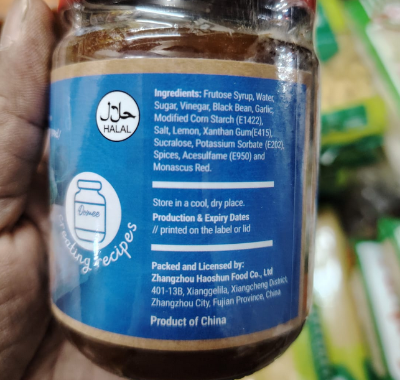 حلال
HALAL
Ingredients: Frutose Syrup, Water,
Sugar, Vinegar, Black Bean, Garlic,
Modified Corn Starch (E1422),
Salt, Lemon, Xanthan Gum(E415),
Sucralose, Potassium Sorbate (E202),
Spices, Acesulfame (E950) and
Monascus Red.
Store in a cool, dry place.
Production & Expiry Dates
// printed on the label or lid
Packed and Licensed by:
Zhangzhou Haoshun Food Co., Ltd
401-13B, Xianggelila, Xiangcheng District,
Zhangzhou City, Fujian Province, China
Product of China
creating recipes